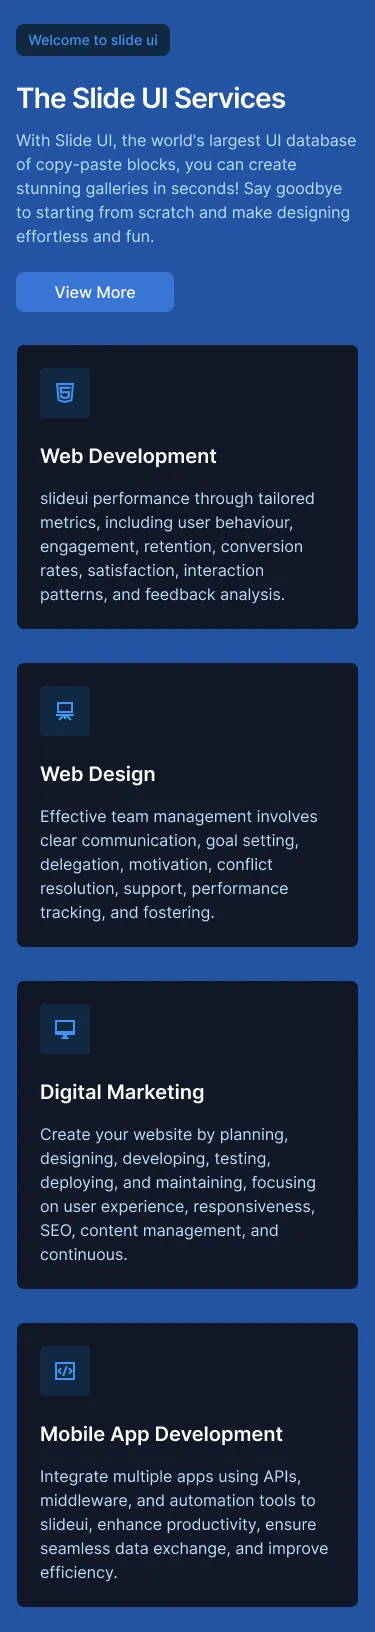 Welcome to slide ui
The Slide UI Services
With Slide UI, the world's largest UI database
of copy-paste blocks, you can create
stunning galleries in seconds! Say goodbye
to starting from scratch and make designing
effortless and fun.
View More
Web Development
slideui performance through tailored
metrics, including user behaviour,
engagement, retention, conversion
rates, satisfaction, interaction
patterns, and feedback analysis.
Web Design
Effective team management involves
clear communication, goal setting,
delegation, motivation, conflict
resolution, support, performance
tracking, and fostering.
Digital Marketing
Create your website by planning,
designing, developing, testing,
deploying, and maintaining, focusing
on user experience, responsiveness,
SEO, content management, and
continuous.
Mobile App Development
Integrate multiple apps using APIs,
middleware, and automation tools to
slideui, enhance productivity, ensure
seamless data exchange, and improve
efficiency.